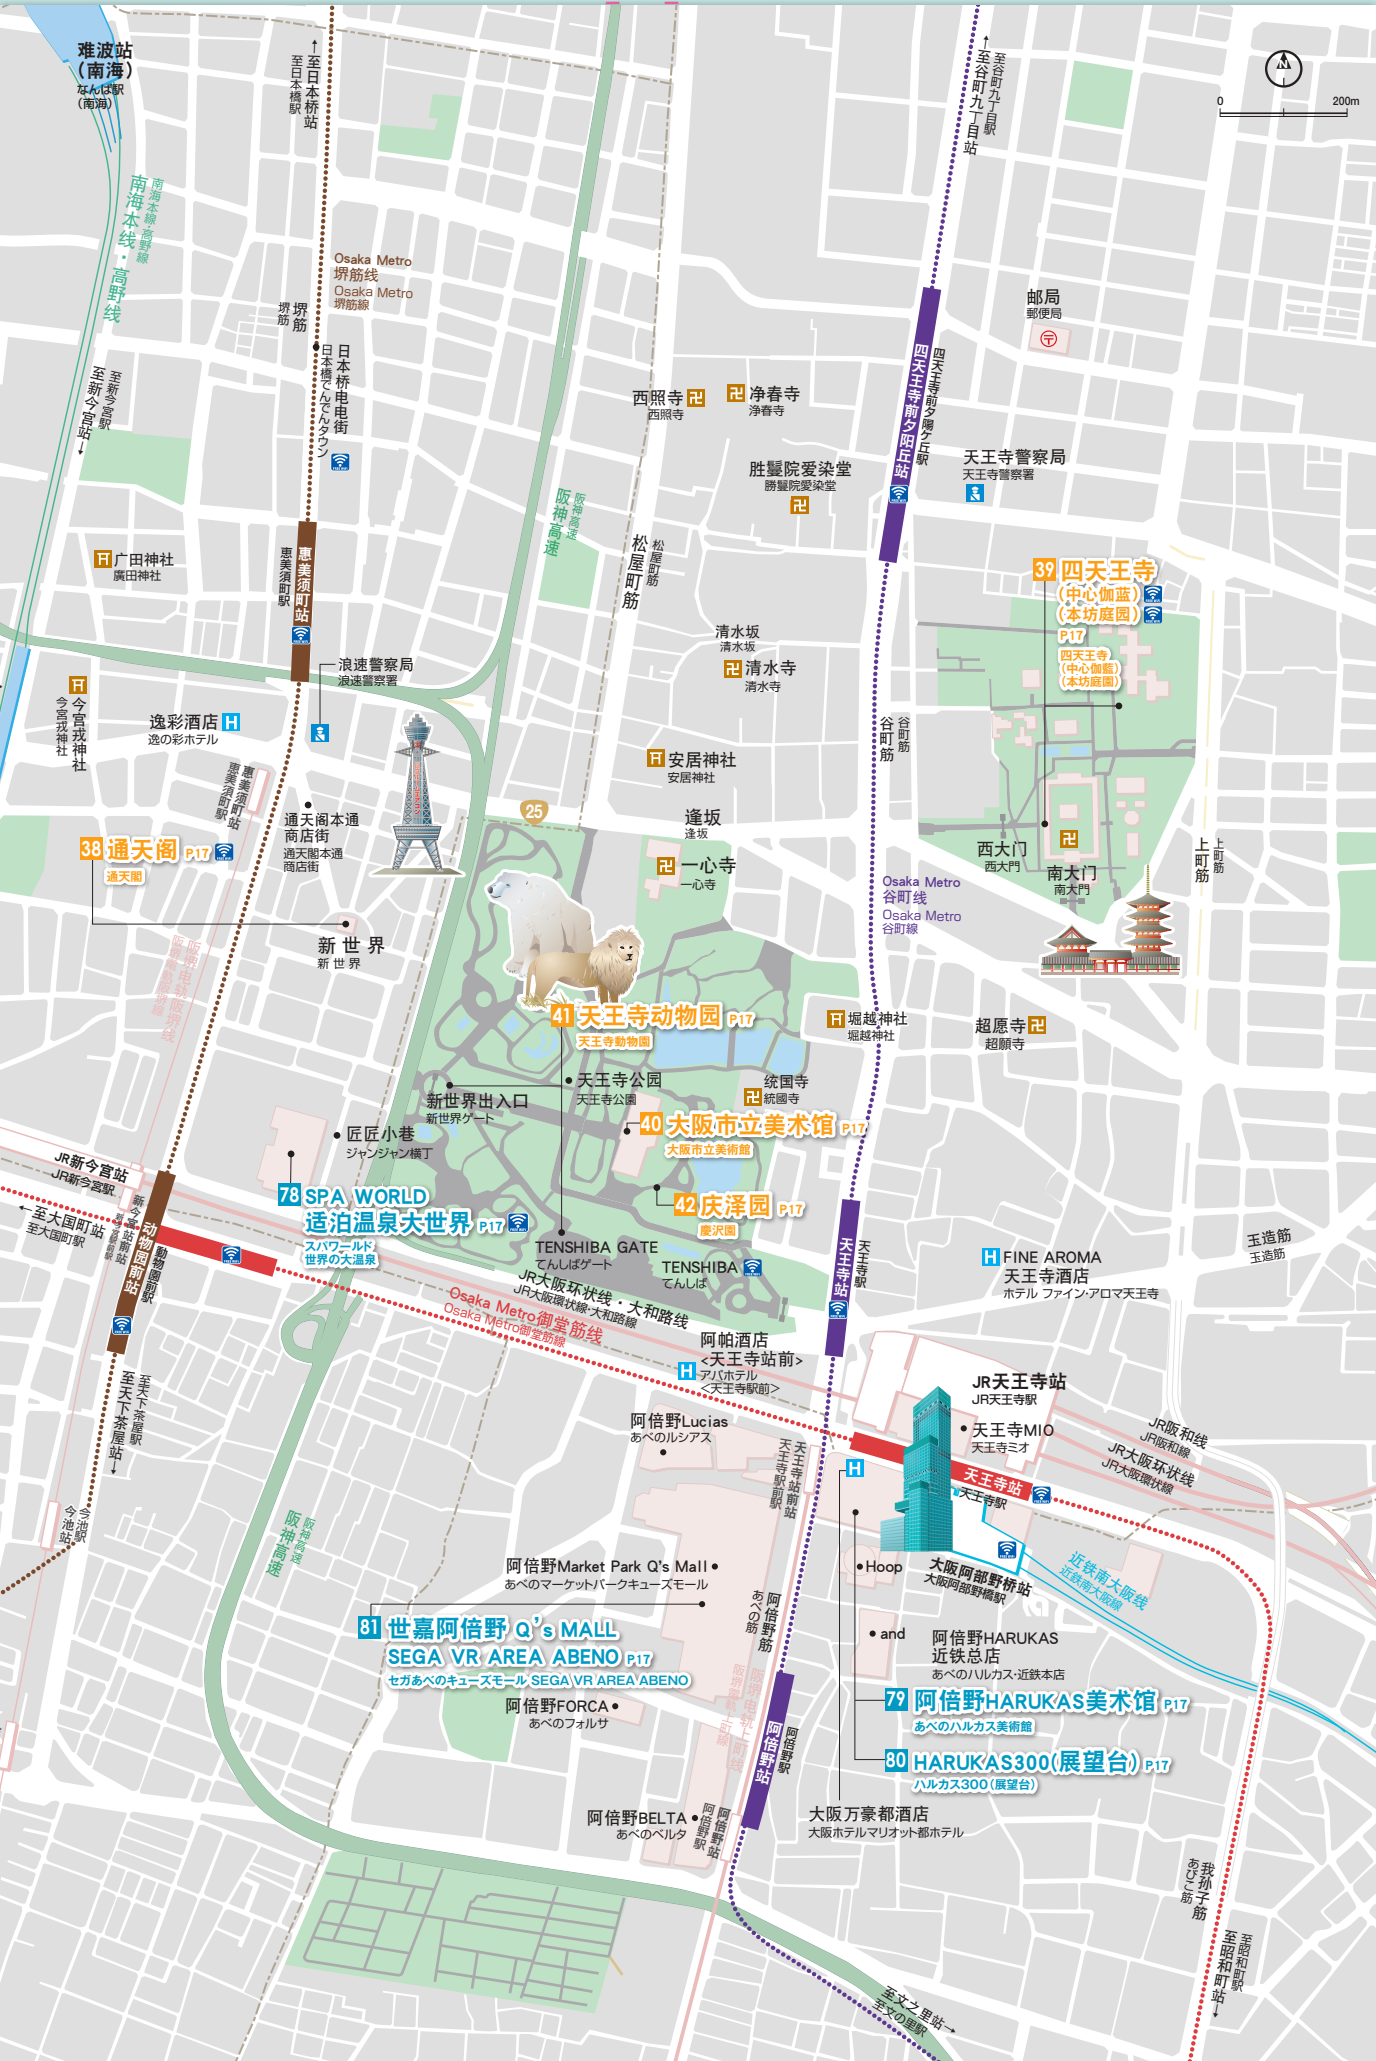 难波站
（南海）
なんば駅
（南海）
←至日本桥站
至日本橋駅
←至谷町九丁目站
至谷町九丁目駅
N
0
200m
南海本线・高野线
南海本線・高野線
Osaka Metro
堺筋线
Osaka Metro
堺筋線
堺筋
堺筋
日本桥电电街
日本橋でんでんタウン
邮局
郵便局
至新今宫站→
至新今宮駅
西照寺
西照寺
净春寺
浄春寺
四天王寺前夕阳丘站
四天王寺前夕陽ケ丘駅
胜鬘院爱染堂
勝鬘院愛染堂
天王寺警察局
天王寺警察署
阪神高速
阪神高速
松屋町筋
松屋町筋
广田神社
廣田神社
惠美须町站
恵美須町駅
39 四天王寺
（中心伽蓝）
（本坊庭园）
P17
四天王寺
（中心伽藍）
（本坊庭園）
清水坂
清水坂
清水寺
清水寺
浪速警察局
浪速警察署
今宫戎神社
今宮戎神社
逸彩酒店 H
逸の彩ホテル
谷町筋
谷町筋
安居神社
安居神社
惠美须町站
恵美須町駅
通天阁本通
商店街
通天閣本通
商店街
25
逢坂
逢坂
38 通天阁 P17
通天閣
一心寺
一心寺
西大门
西大門
南大门
南大門
上町筋
上町筋
Osaka Metro
谷町线
Osaka Metro
谷町線
新世界
新世界
阪堺电轨阪堺线
阪堺電軌阪堺線
41 天王寺动物园 P17
天王寺動物園
堀越神社
堀越神社
超愿寺
超願寺
天王寺公园
天王寺公園
统国寺
統國寺
新世界出入口
新世界ゲート
40 大阪市立美术馆 P17
大阪市立美術館
匠匠小巷
ジャンジャン横丁
JR新今宫站
JR新今宮駅
78 SPA WORLD
适泊温泉大世界 P17
スパワールド
世界の大温泉
42 庆泽园 P17
慶沢園
←至大国町站
至大国町駅
新今宫站前站
新今宮駅前駅
动物园前站
動物園前駅
TENSHIBA GATE
てんしばゲート
TENSHIBA
てんしば
天王寺站
天王寺駅
H FINE AROMA
天王寺酒店
ホテル ファイン・アロマ天王寺
玉造筋
玉造筋
JR大阪环状线・大和路线
JR大阪環状線・大和路線
Osaka Metro御堂筋线
Osaka Metro御堂筋線
阿帕酒店
<天王寺站前>
H
アパホテル
<天王寺駅前>
至天下茶屋站→
至天下茶屋駅
JR天王寺站
JR天王寺駅
天王寺MIO
天王寺ミオ
JR阪和线
JR阪和線
JR大阪环状线
JR大阪環状線
阿倍野Lucias
あべのルシアス
天王寺站前站
天王寺駅前駅
H
天王寺站
天王寺駅
今池站
今池駅
阪神高速
阪神高速
阿倍野Market Park Q's Mall
あべのマーケットパークキューズモール
Hoop
大阪阿部野桥站
大阪阿部野橋駅
近铁南大阪线
近鉄南大阪線
阿倍野筋
あべの筋
81 世嘉阿倍野 Q's MALL
SEGA VR AREA ABENO P17
セガあべのキューズモール SEGA VR AREA ABENO
and
阿倍野HARUKAS
近铁总店
あべのハルカス・近鉄本店
阪堺电轨上町线
阪堺電軌上町線
79 阿倍野HARUKAS美术馆 P17
あべのハルカス美術館
阿倍野FORCA
あべのフォルサ
阿倍野站
阿倍野駅
80 HARUKAS300(展望台) P17
ハルカス300（展望台）
阿倍野BELTA
あべのベルタ
阿倍野站
阿倍野駅
大阪万豪都酒店
大阪ホテルマリオット都ホテル
我孙子筋
あびこ筋
至昭和町站→
至昭和町駅
至文之里站→
至文の里駅